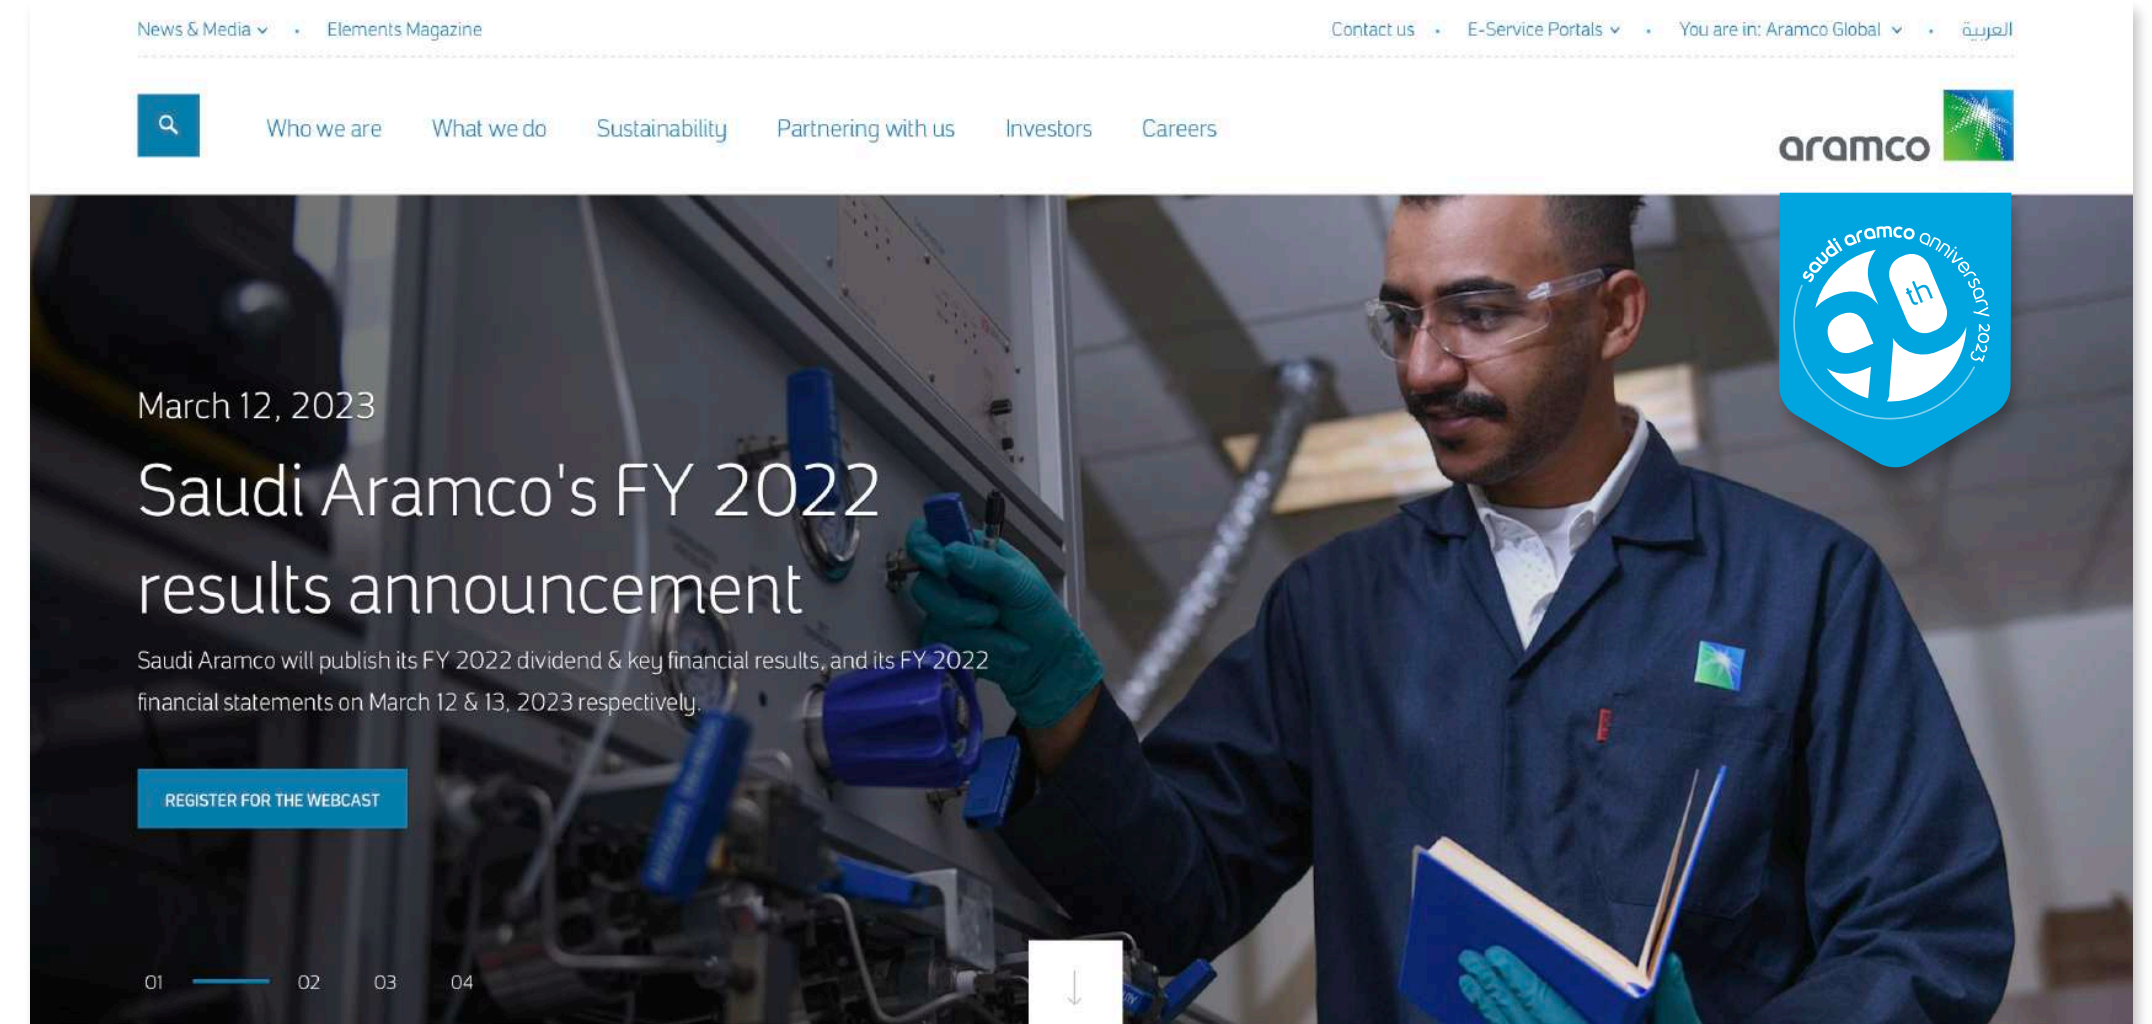 News & Media
Elements Magazine
Contact us
E-Service Portals
You are in: Aramco Global
العربية
Who we are
What we do
Sustainability
Partnering with us
Investors
Careers
aramco
saudi aramco anniversary 2023
90th
March 12, 2023
Saudi Aramco's FY 2022
results announcement
Saudi Aramco will publish its FY 2022 dividend & key financial results, and its FY 2022
financial statements on March 12 & 13, 2023 respectively.
REGISTER FOR THE WEBCAST
01 02 03 04